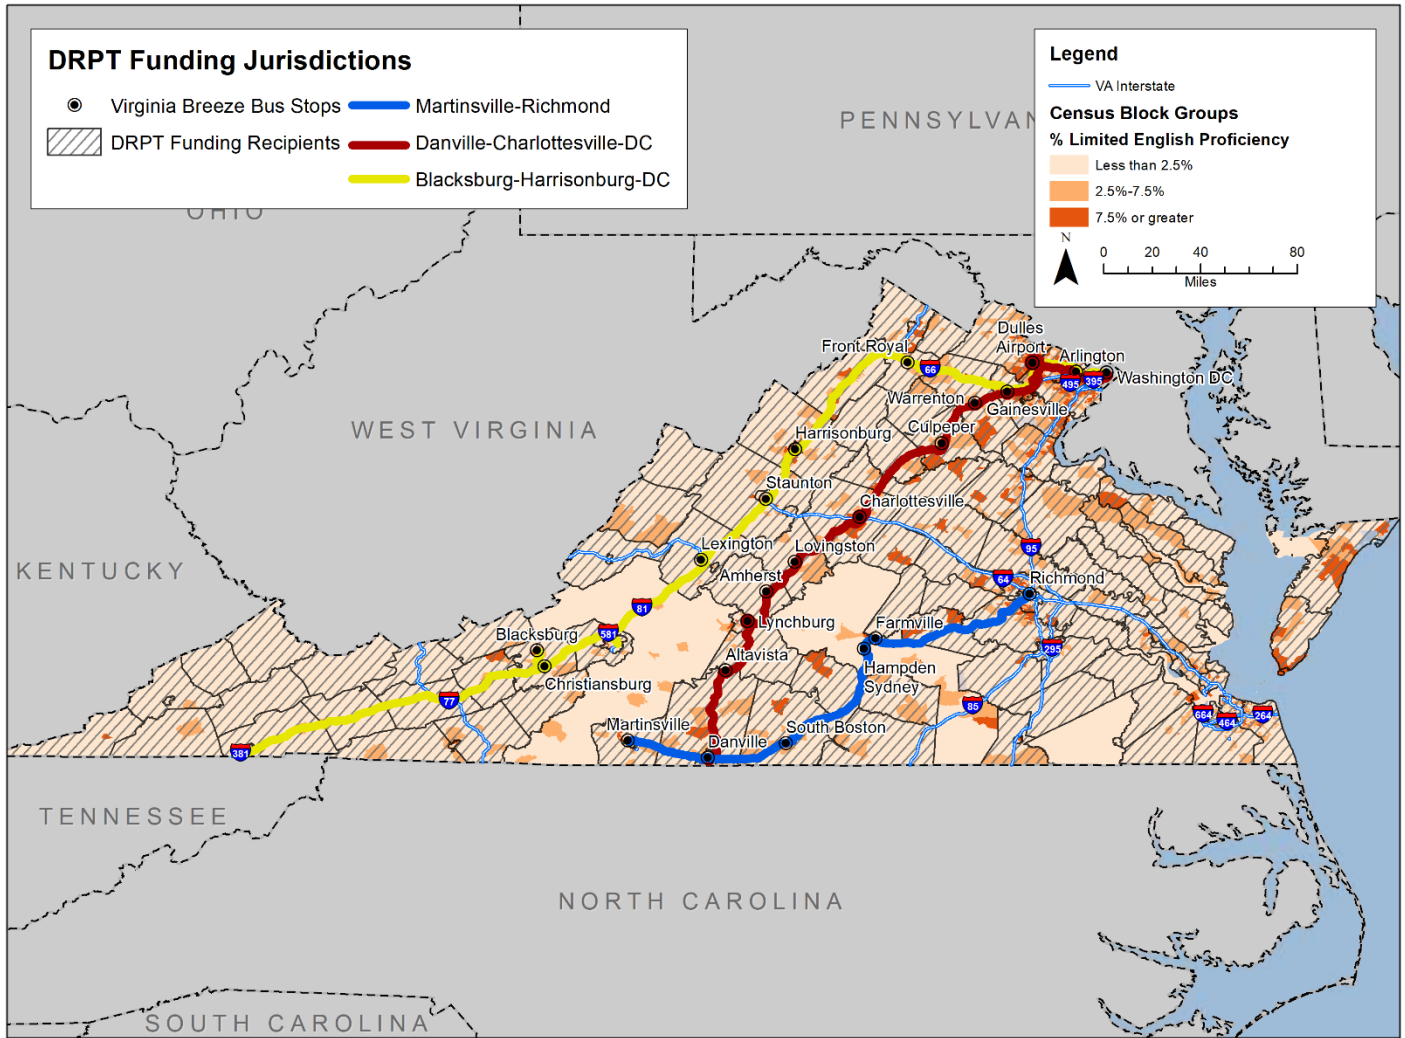 DRPT Funding Jurisdictions
Virginia Breeze Bus Stops
Martinsville-Richmond
DRPT Funding Recipients
Danville-Charlottesville-DC
Blacksburg-Harrisonburg-DC
Legend
VA Interstate
Census Block Groups
% Limited English Proficiency
Less than 2.5%
2.5%-7.5%
7.5% or greater
N
0 20 40 80
Miles
PENNSYLVAN
OHIO
WEST VIRGINIA
KENTUCKY
TENNESSEE
NORTH CAROLINA
SOUTH CAROLINA
Dulles
Airport
Arlington
Washington DC
Front Royal
66
495
395
Warrenton
Gainesville
Culpeper
Harrisonburg
Staunton
Charlottesville
Lexington
Lovingston
95
Amherst
64
Richmond
81
581
Lynchburg
Farmville
Blacksburg
295
Altavista
Hampden
Sydney
Christiansburg
77
85
664
464
264
Martinsville
South Boston
Danville
381